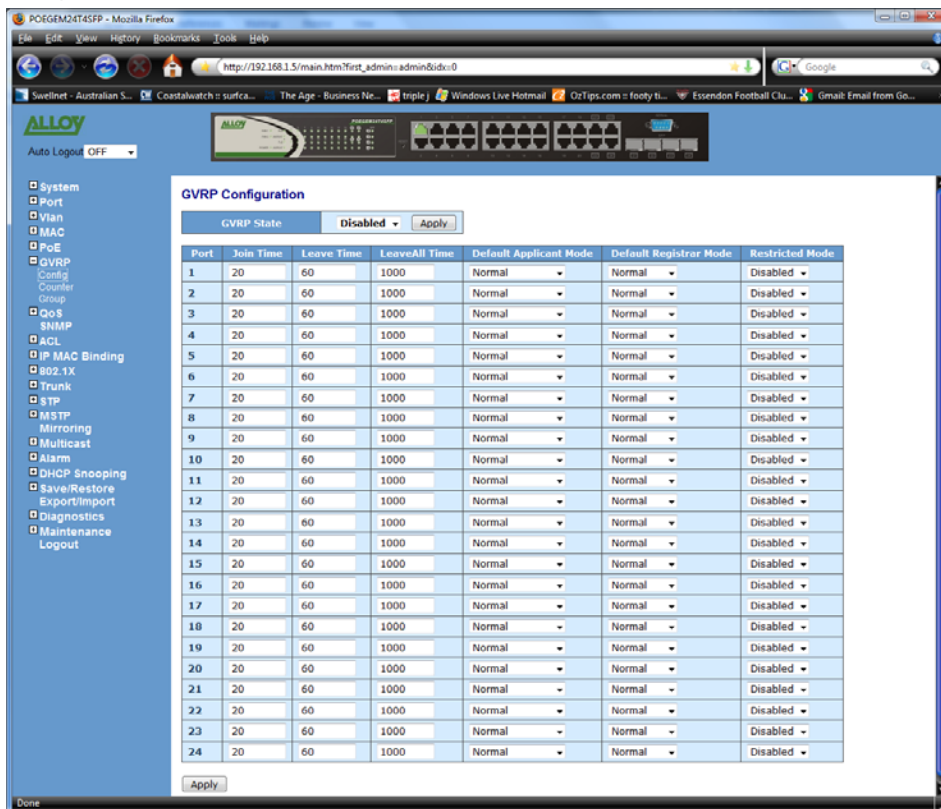 POEGEM24T4SFP - Mozilla Firefox
File Edit View History Bookmarks Tools Help
http://192.168.1.5/main.htm?first_admin=admin&idx=0
Google
Swellnet - Australian S... Coastalwatch :: surfca... The Age - Business Ne... triple j Windows Live Hotmail OzTips.com :: footy ti... Essendon Football Clu... Gmail: Email from Go...
ALLOY
Auto Logout OFF
ALLOY
System
Port
Vlan
MAC
PoE
GVRP
Config
Counter
Group
QoS
SNMP
ACL
IP MAC Binding
802.1X
Trunk
STP
MSTP
Mirroring
Multicast
Alarm
DHCP Snooping
Save/Restore
Export/Import
Diagnostics
Maintenance
Logout
GVRP Configuration
GVRP State Disabled Apply
Port Join Time Leave Time LeaveAll Time Default Applicant Mode Default Registrar Mode Restricted Mode
1 20 60 1000 Normal Normal Disabled
2 20 60 1000 Normal Normal Disabled
3 20 60 1000 Normal Normal Disabled
4 20 60 1000 Normal Normal Disabled
5 20 60 1000 Normal Normal Disabled
6 20 60 1000 Normal Normal Disabled
7 20 60 1000 Normal Normal Disabled
8 20 60 1000 Normal Normal Disabled
9 20 60 1000 Normal Normal Disabled
10 20 60 1000 Normal Normal Disabled
11 20 60 1000 Normal Normal Disabled
12 20 60 1000 Normal Normal Disabled
13 20 60 1000 Normal Normal Disabled
14 20 60 1000 Normal Normal Disabled
15 20 60 1000 Normal Normal Disabled
16 20 60 1000 Normal Normal Disabled
17 20 60 1000 Normal Normal Disabled
18 20 60 1000 Normal Normal Disabled
19 20 60 1000 Normal Normal Disabled
20 20 60 1000 Normal Normal Disabled
21 20 60 1000 Normal Normal Disabled
22 20 60 1000 Normal Normal Disabled
23 20 60 1000 Normal Normal Disabled
24 20 60 1000 Normal Normal Disabled
Apply
Done